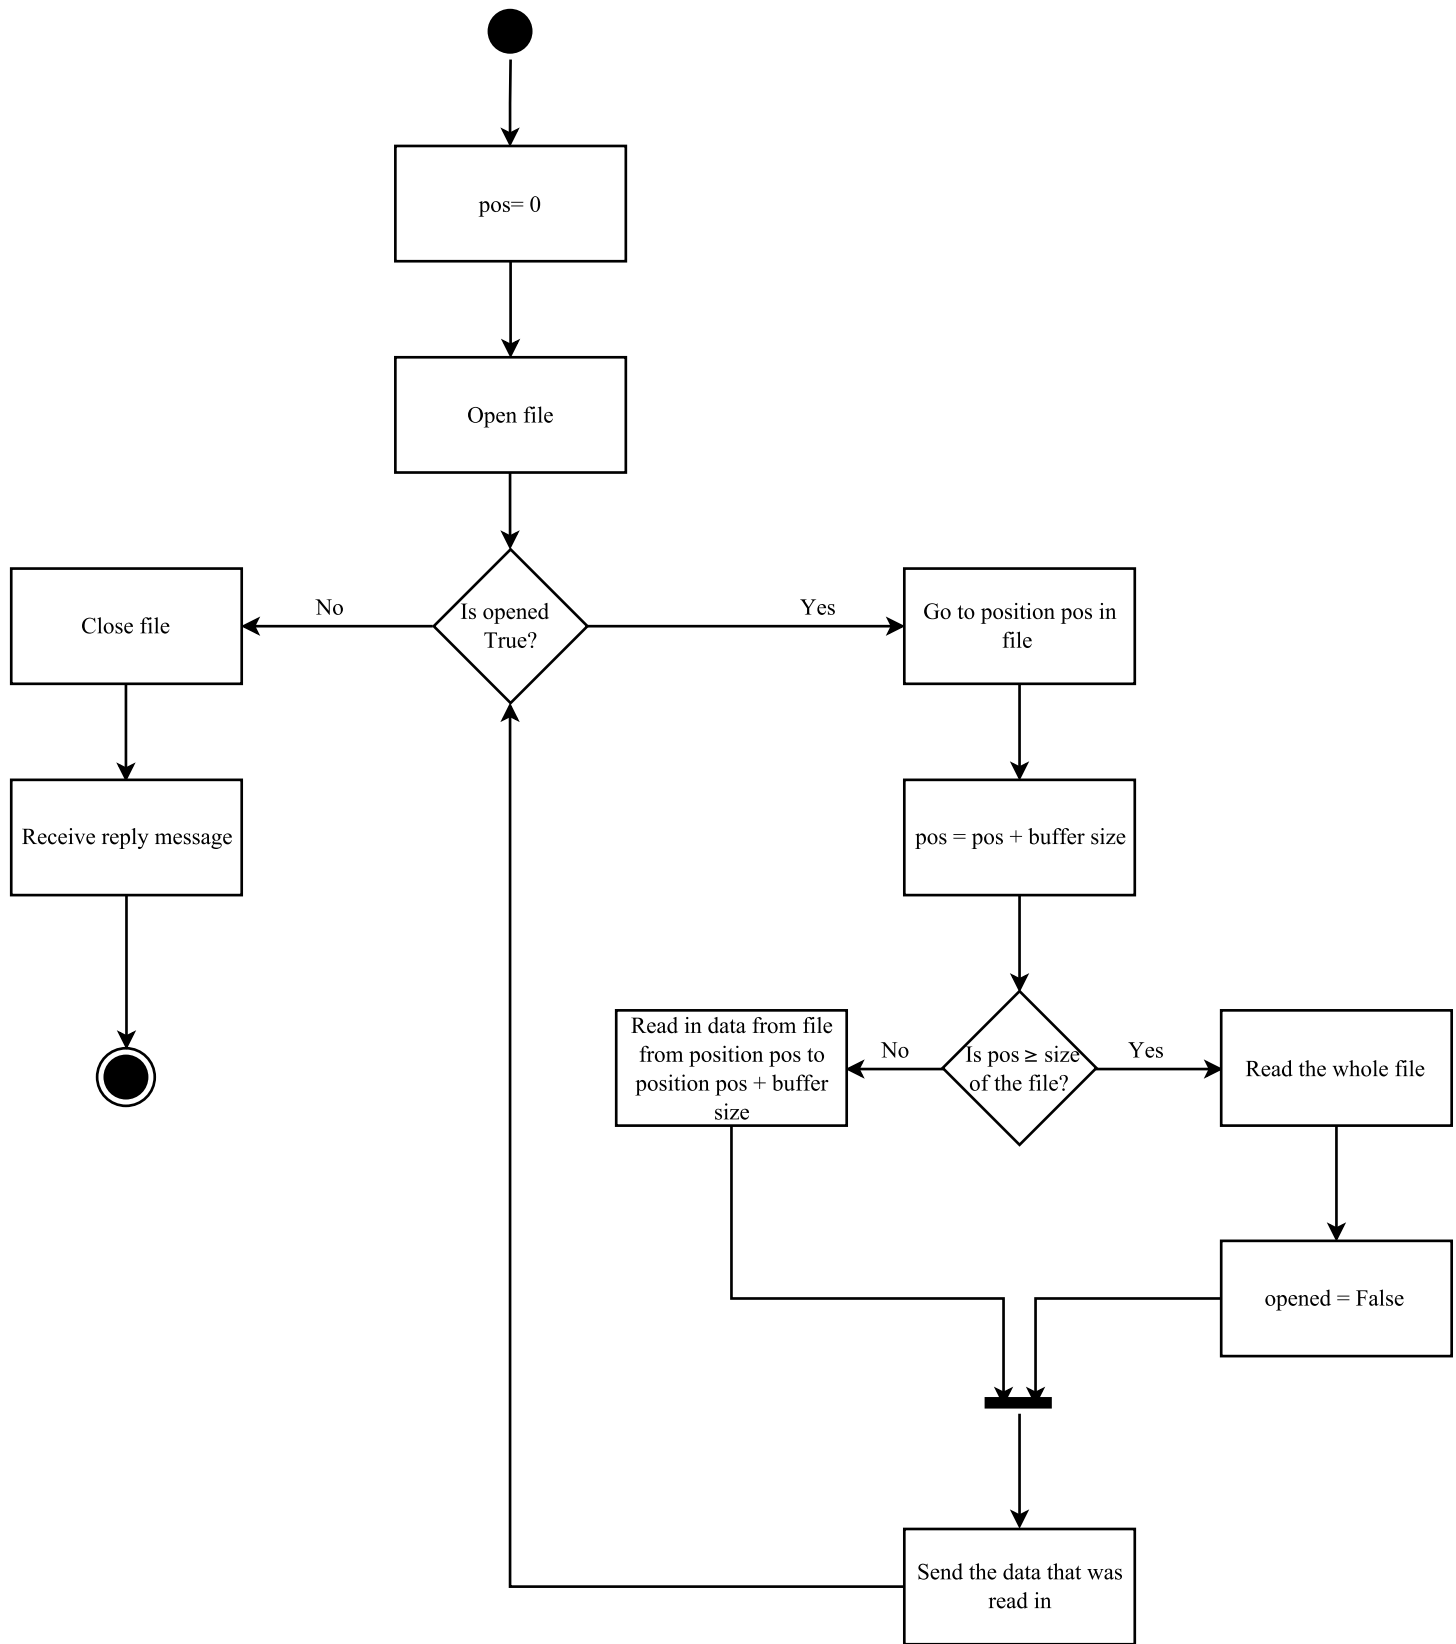 pos= 0
Open file
Is opened
True?
No
Yes
Close file
Go to position pos in
file
Receive reply message
pos = pos + buffer size
Is pos ≥ size
of the file?
No
Yes
Read in data from file
from position pos to
position pos + buffer
size
Read the whole file
opened = False
Send the data that was
read in